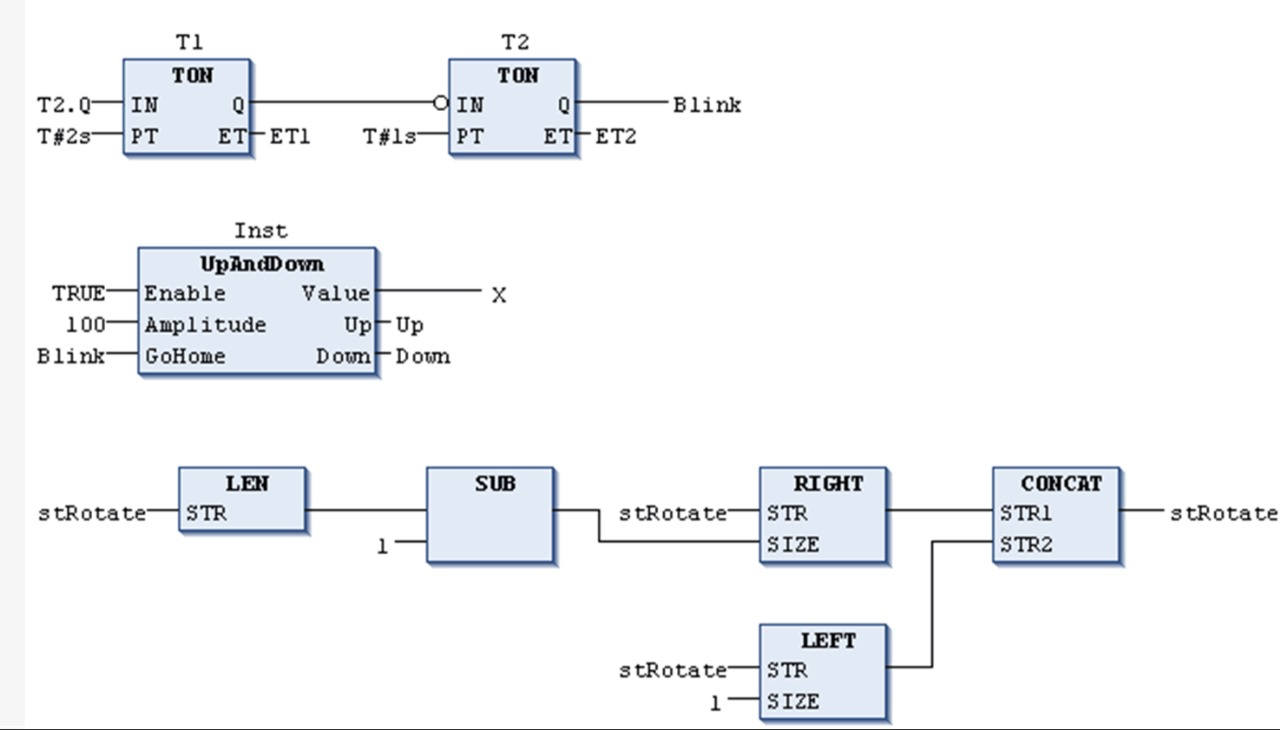 T1 T2
TON TON
T2.Q IN Q IN Q Blink
T#2s PT ET ET1 T#1s PT ET ET2
Inst
UpAndDown
TRUE Enable Value X
100 Amplitude Up Up
Blink GoHome Down Down
LEN SUB RIGHT CONCAT
stRotate STR stRotate STR STR1 stRotate
1 SIZE STR2
LEFT
stRotate STR
1 SIZE